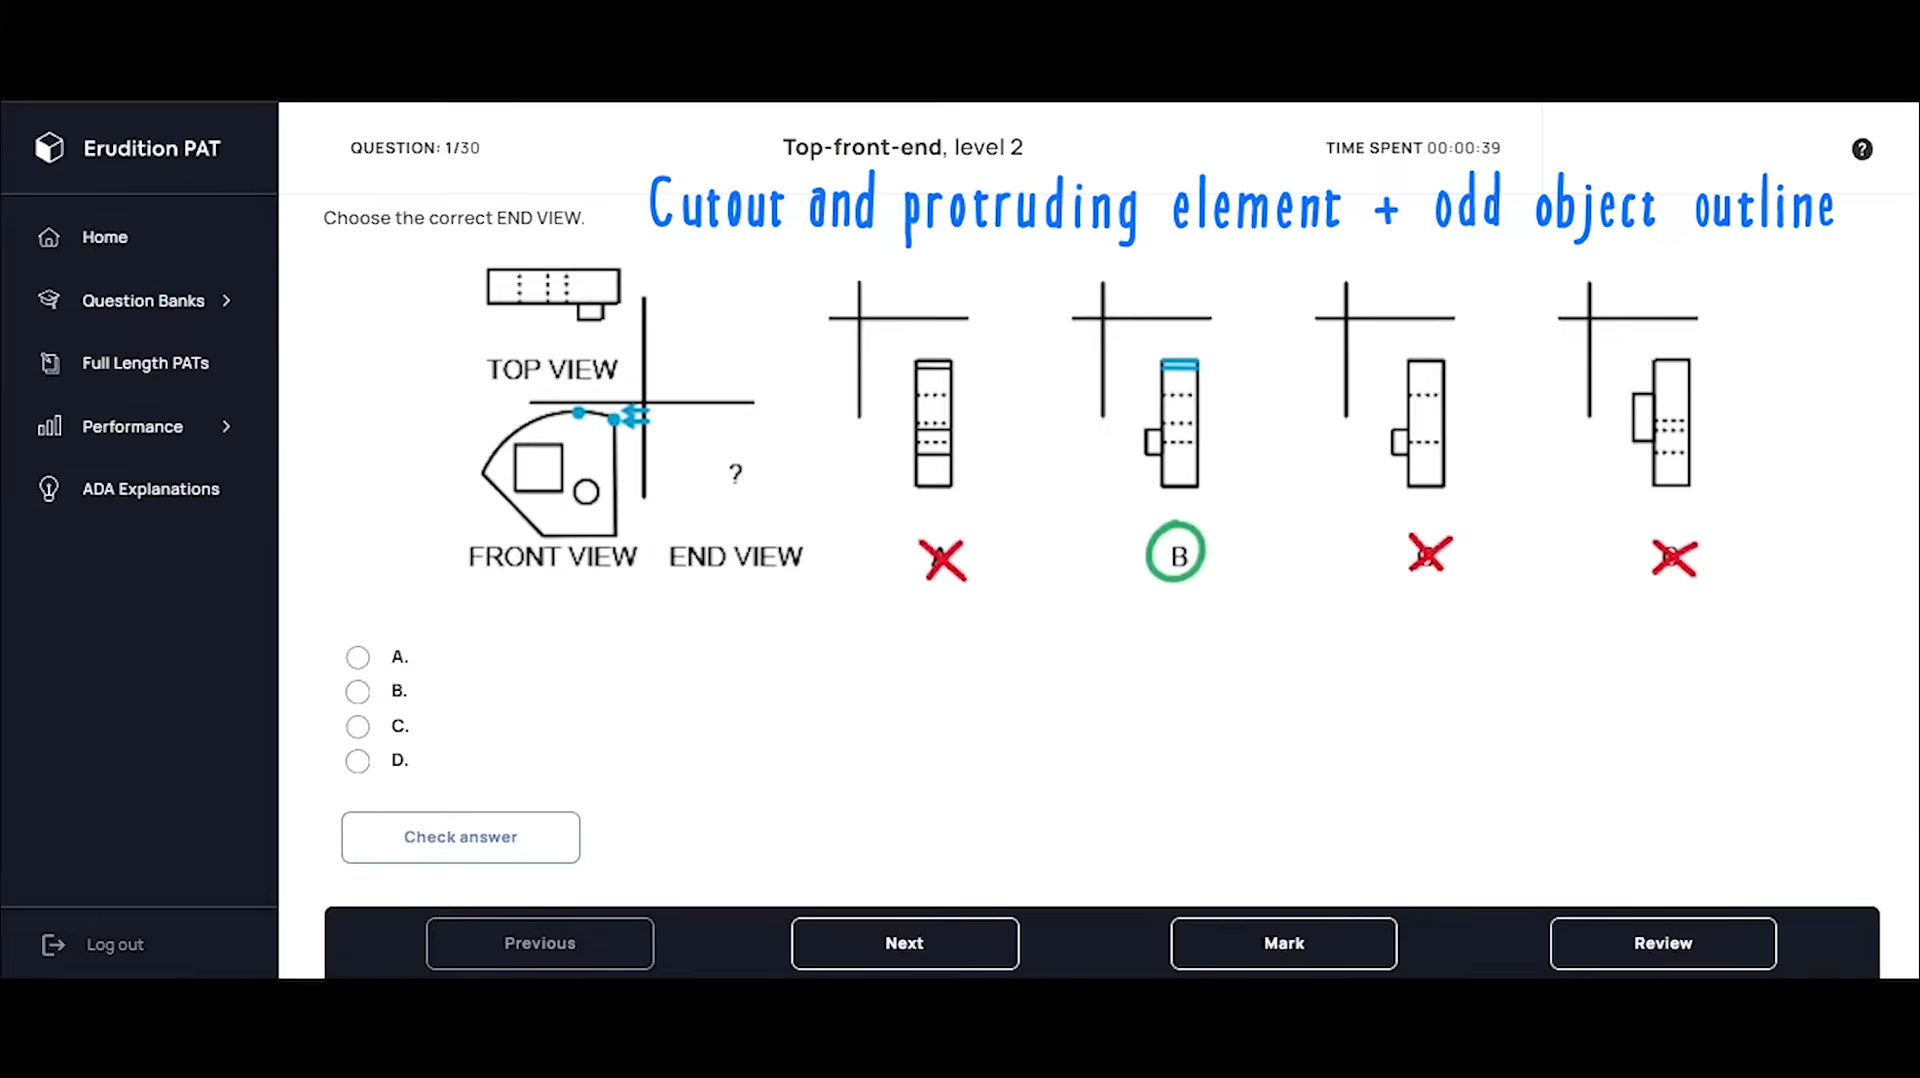 Erudition PAT
QUESTION: 1/30
Top-front-end, level 2
TIME SPENT 00:00:39
?
Cutout and protruding element + odd object outline
Home
Question Banks
Full Length PATs
Performance
ADA Explanations
Log out
Choose the correct END VIEW.
TOP VIEW
?
FRONT VIEW
END VIEW
B
A.
B.
C.
D.
Check answer
Previous
Next
Mark
Review